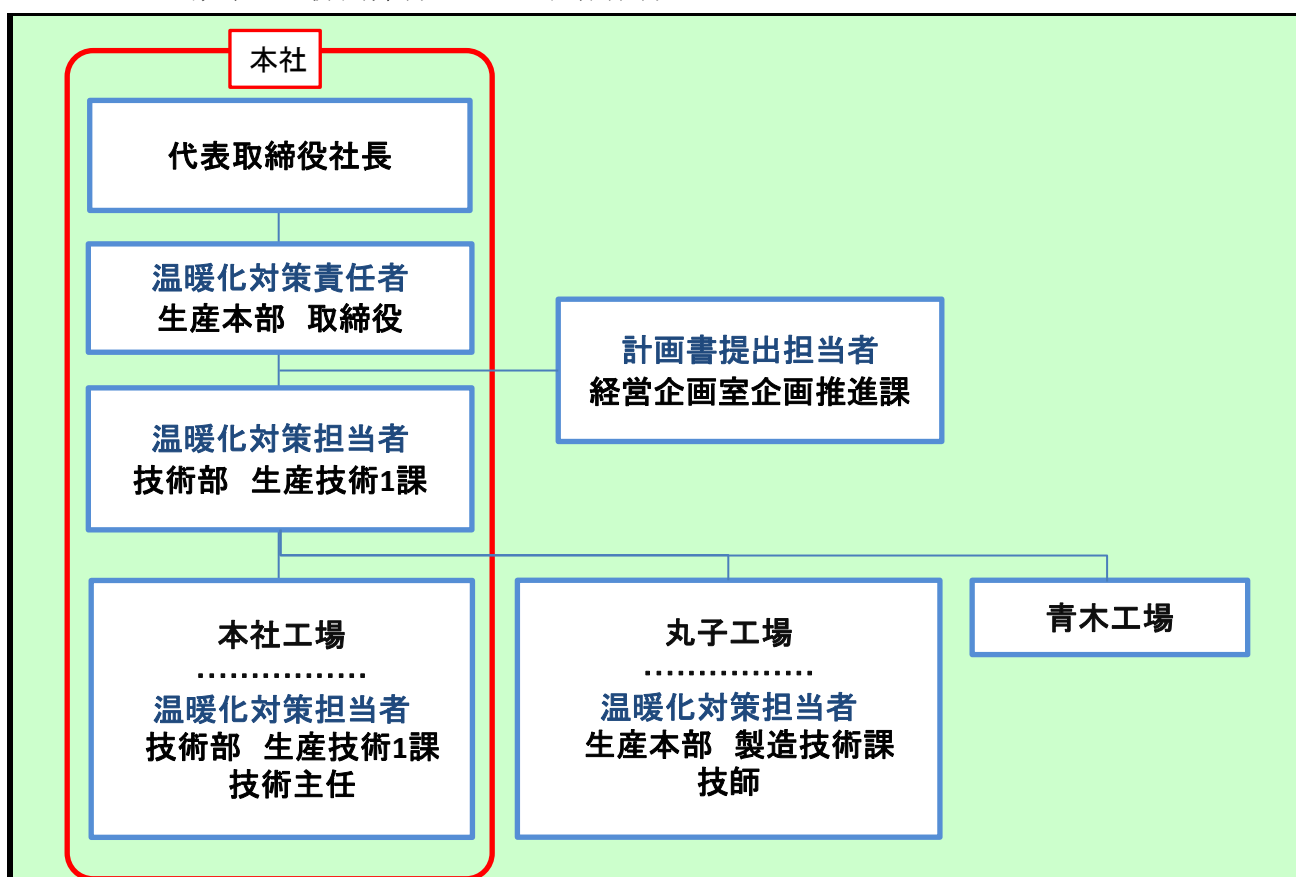 本社
代表取締役社長
温暖化対策責任者
生産本部　取締役
計画書提出担当者
経営企画室企画推進課
温暖化対策担当者
技術部　生産技術1課
本社工場
................
温暖化対策担当者
技術部　生産技術1課
技術主任
丸子工場
................
温暖化対策担当者
生産本部　製造技術課
技師
青木工場